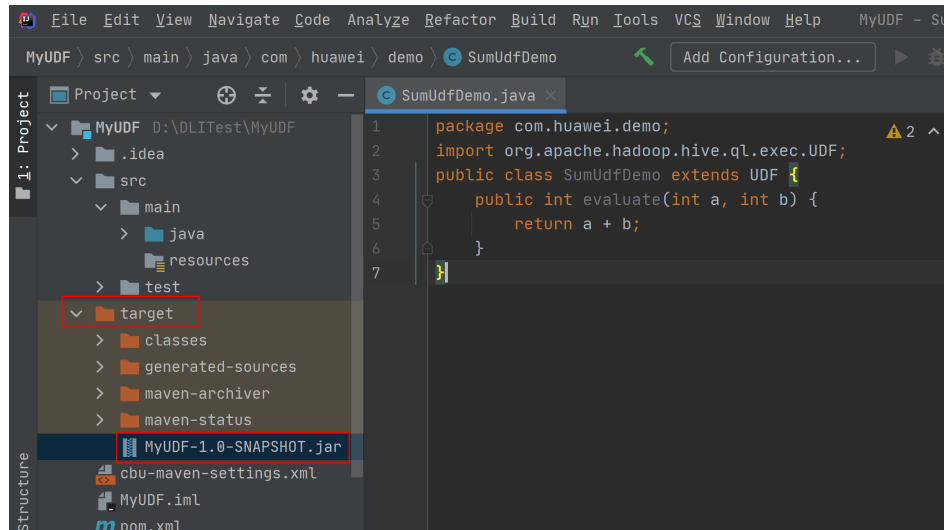 File Edit View Navigate Code Analyze Refactor Build Run Tools VCS Window Help MyUDF - Su
MyUDF src main java com huawei demo SumUdfDemo Add Configuration...
1: Project
Structure
Project
MyUDF D:\DLITest\MyUDF
.idea
src
main
java
resources
test
target
classes
generated-sources
maven-archiver
maven-status
MyUDF-1.0-SNAPSHOT.jar
cbu-maven-settings.xml
MyUDF.iml
pom.xml
SumUdfDemo.java
1 package com.huawei.demo;
2 import org.apache.hadoop.hive.ql.exec.UDF;
3 public class SumUdfDemo extends UDF {
4 public int evaluate(int a, int b) {
5 return a + b;
6 }
7 }
2